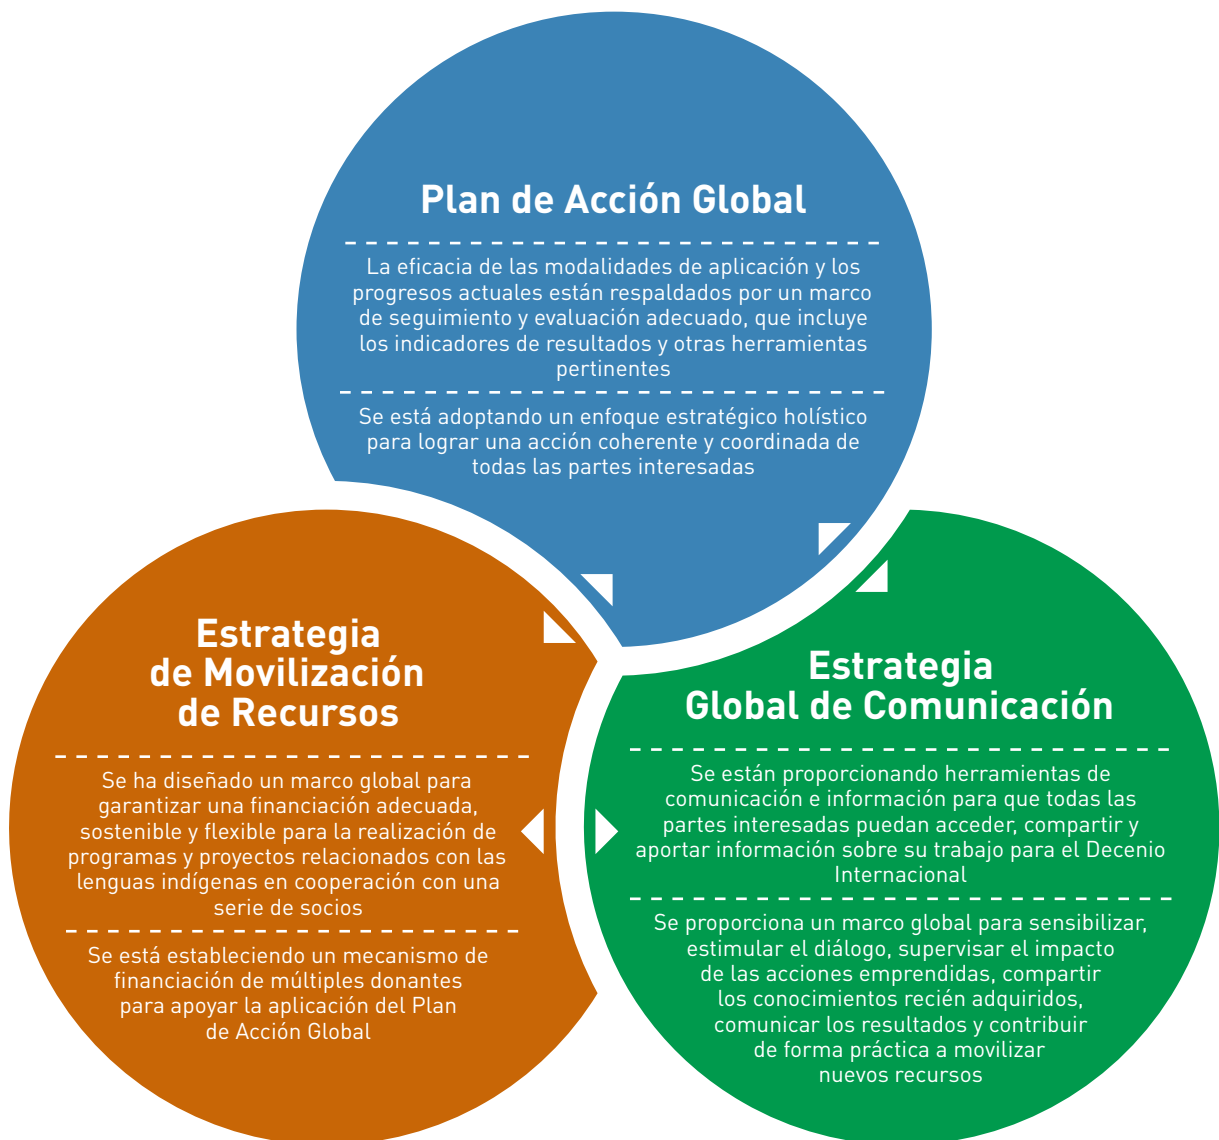 Plan de Acción Global
La eficacia de las modalidades de aplicación y los
progresos actuales están respaldados por un marco
de seguimiento y evaluación adecuado, que incluye
los indicadores de resultados y otras herramientas
pertinentes
Se está adoptando un enfoque estratégico holístico
para lograr una acción coherente y coordinada de
todas las partes interesadas
Estrategia
de Movilización
de Recursos
Se ha diseñado un marco global para
garantizar una financiación adecuada,
sostenible y flexible para la realización de
programas y proyectos relacionados con las
lenguas indígenas en cooperación con una
serie de socios
Se está estableciendo un mecanismo de
financiación de múltiples donantes
para apoyar la aplicación del Plan
de Acción Global
Estrategia
Global de Comunicación
Se están proporcionando herramientas de
comunicación e información para que todas las
partes interesadas puedan acceder, compartir y
aportar información sobre su trabajo para el Decenio
Internacional
Se proporciona un marco global para sensibilizar,
estimular el diálogo, supervisar el impacto
de las acciones emprendidas, compartir
los conocimientos recién adquiridos,
comunicar los resultados y contribuir
de forma práctica a movilizar
nuevos recursos